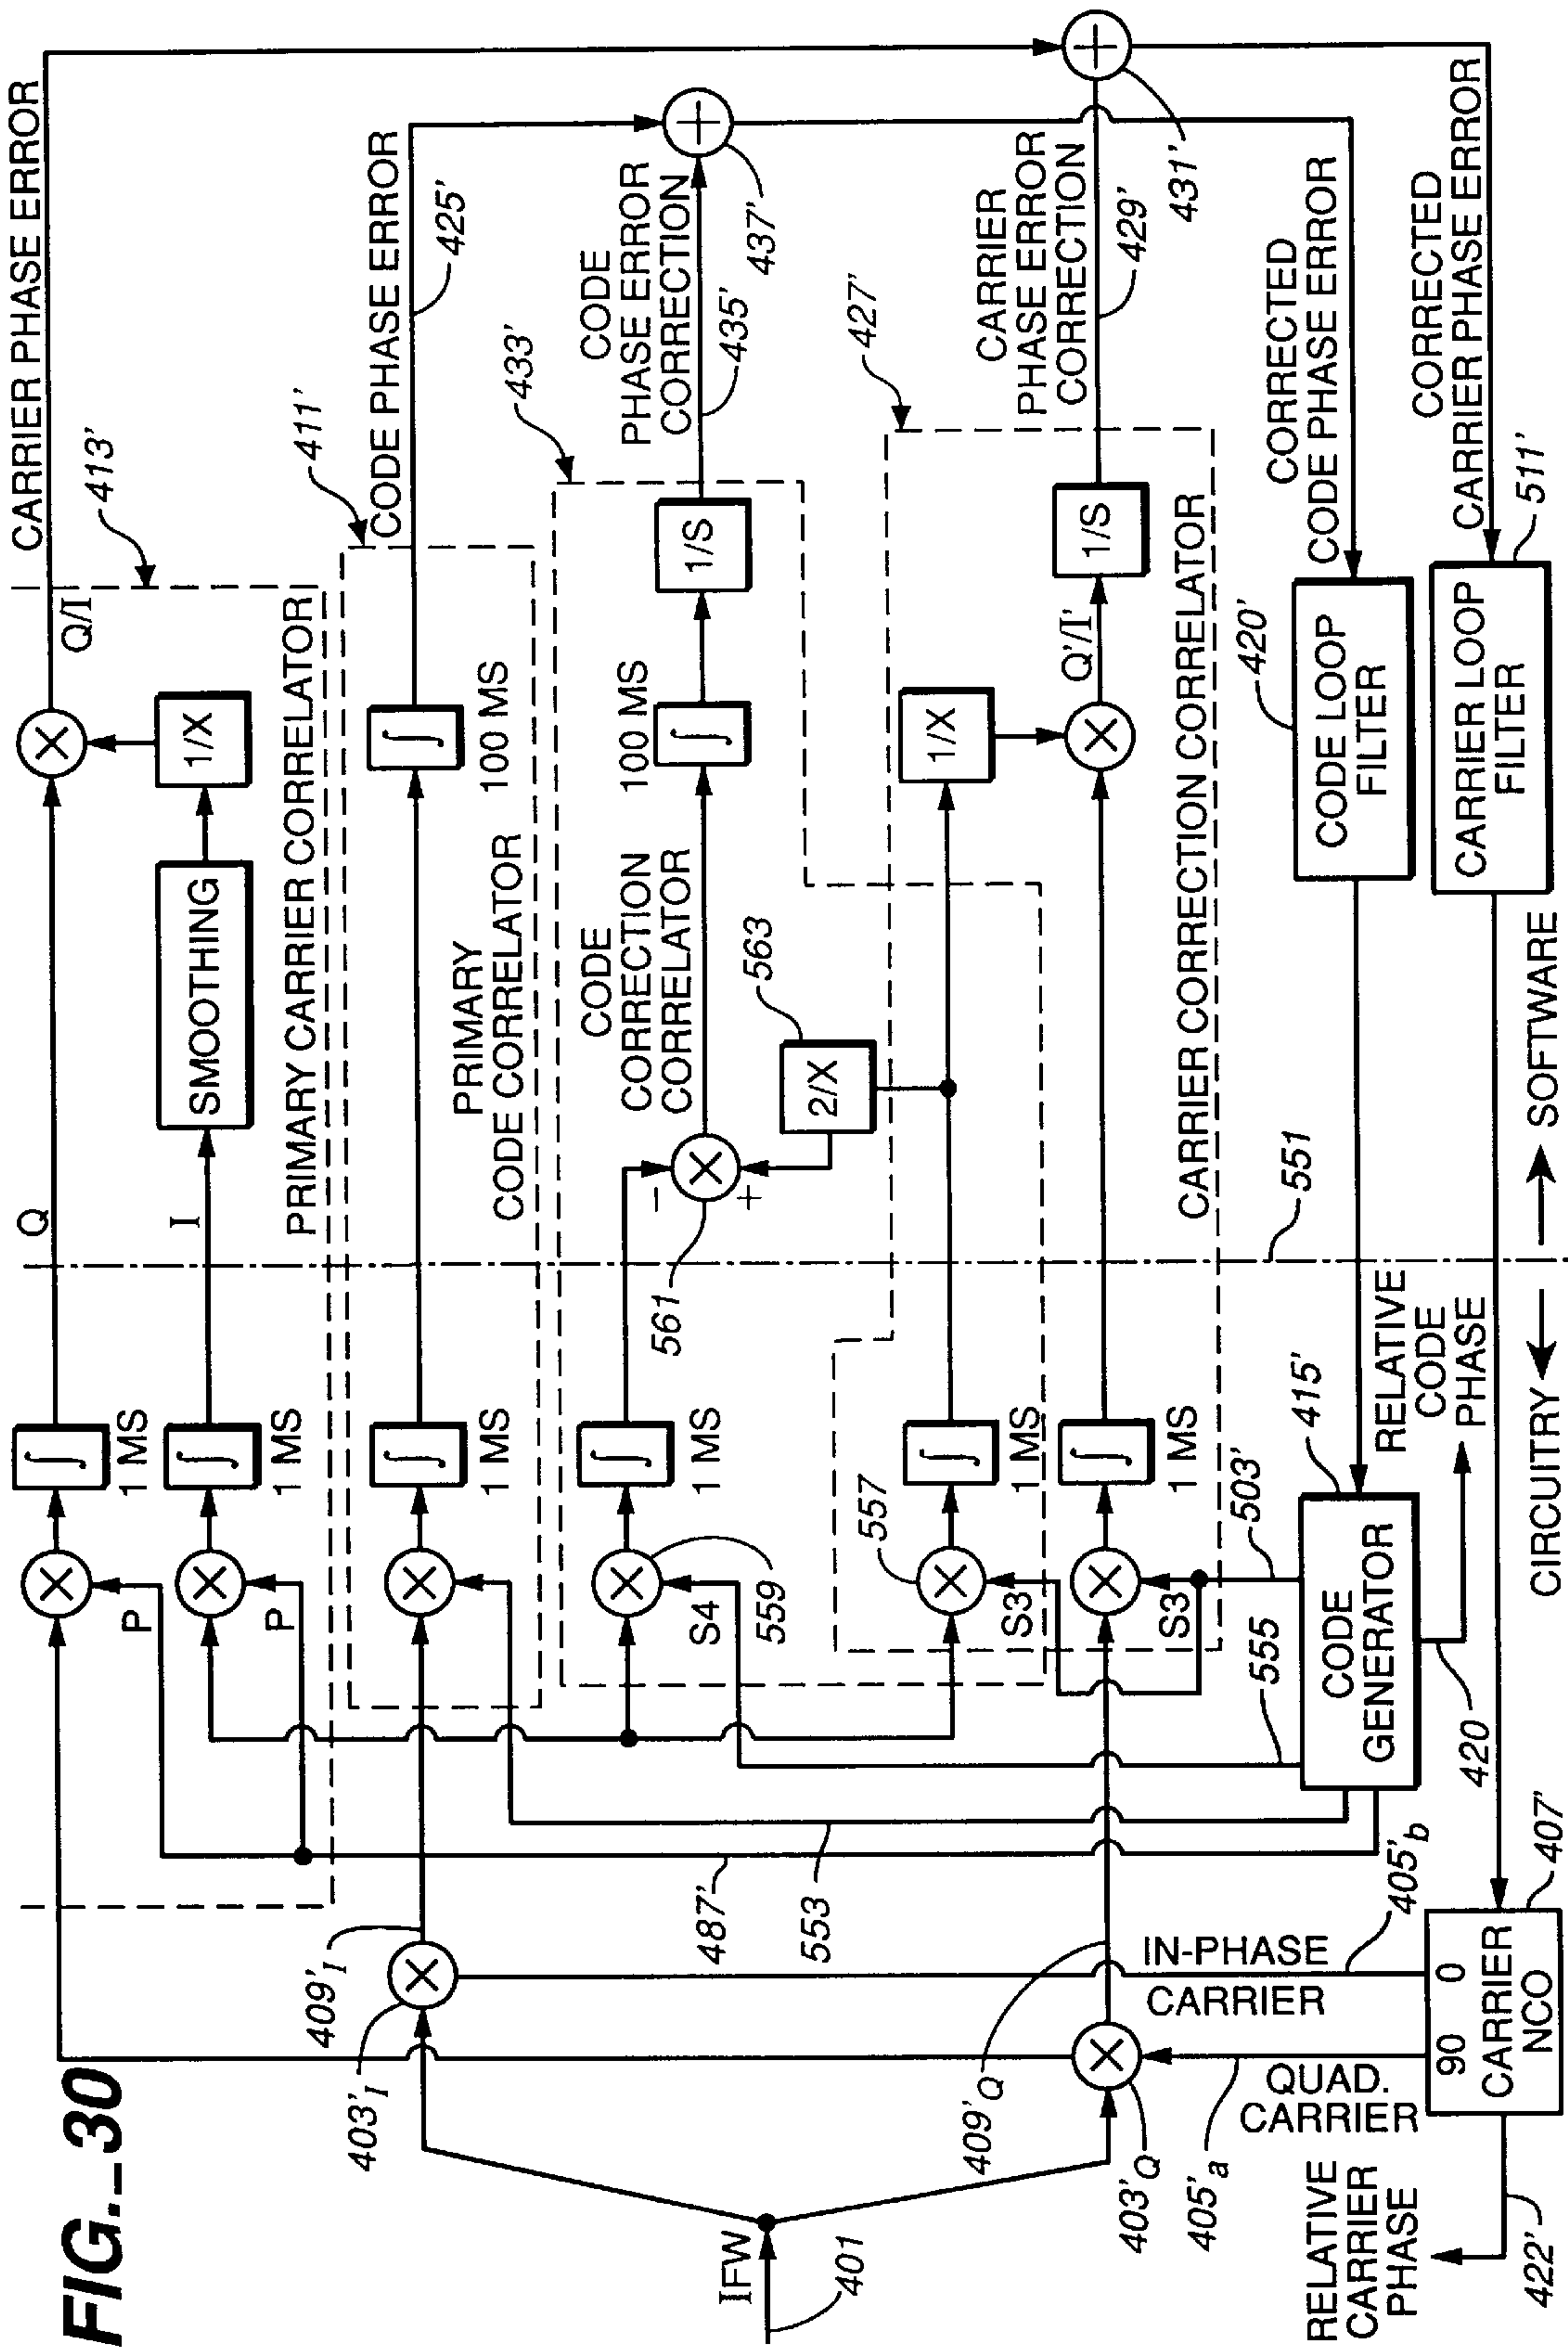 FIG._30
CARRIER PHASE ERROR
413'
Q/I
Q
1/X
SMOOTHING
I
PRIMARY CARRIER CORRELATOR
1 MS
∫
1 MS
∫
P
P
411'
CODE PHASE ERROR
425'
∫
100 MS
PRIMARY
CODE CORRELATOR
∫
1 MS
433'
CODE
PHASE ERROR
CORRECTION
435'
437'
1/S
100 MS
∫
CODE
CORRECTION
CORRELATOR
563
2/X
−
+
561
∫
1 MS
S4
559
427'
CARRIER
PHASE ERROR
CORRECTION
429'
431'
1/S
Q'/I'
1/X
CARRIER CORRECTION CORRELATOR
557
∫
1 MS
S3
∫
1 MS
S3
503'
CORRECTED
CODE PHASE ERROR
CORRECTED
CARRIER PHASE ERROR
420'
CODE LOOP
FILTER
511'
CARRIER LOOP
FILTER
551
SOFTWARE
CIRCUITRY
415'
RELATIVE
CODE
PHASE
CODE
GENERATOR
555
420
553
487'
409'I
403'I
IN-PHASE
CARRIER
405'b
407'
0
90
CARRIER
NCO
409'Q
403'Q
QUAD.
CARRIER
405'a
IFW
401
RELATIVE
CARRIER
PHASE
422'